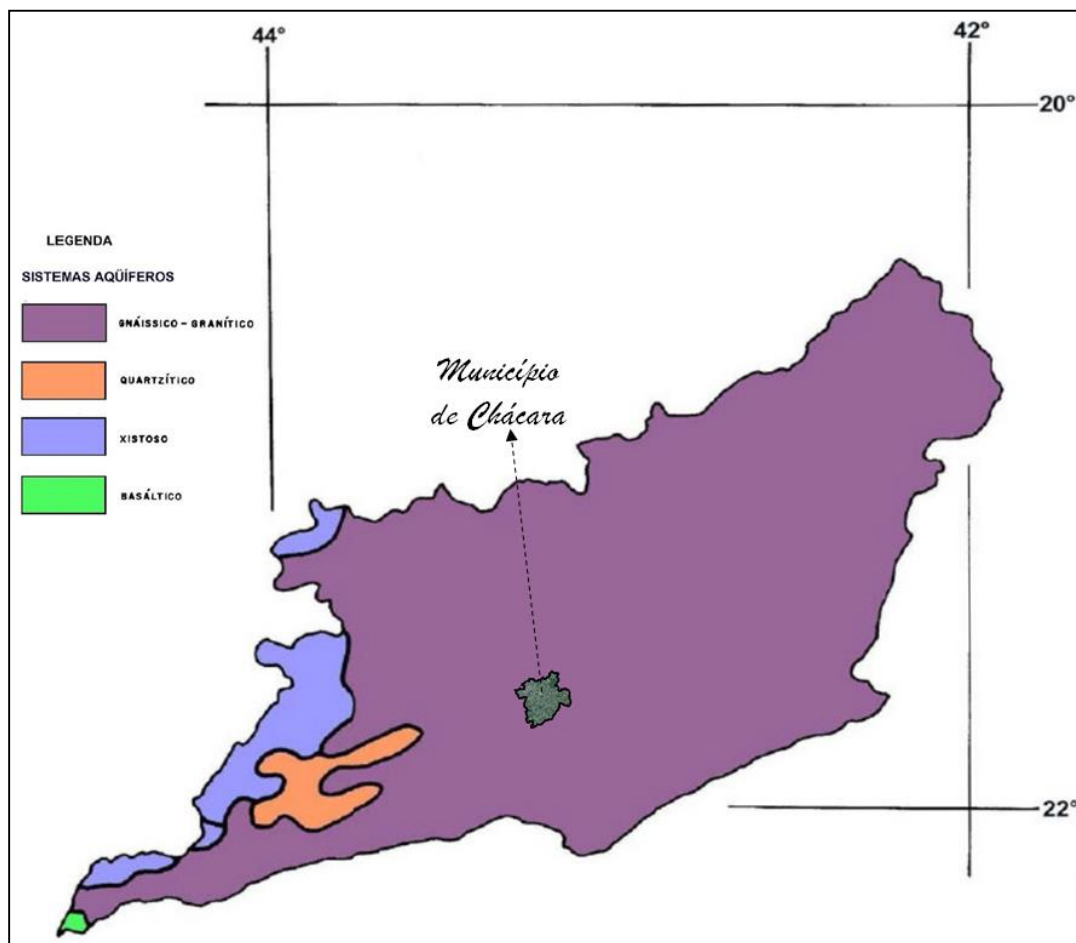 44°
42°
20°
LEGENDA
SISTEMAS AQÜÍFEROS
GNÁISSICO – GRANÍTICO
QUARTZÍTICO
XISTOSO
BASÁLTICO
Município
de Chácara
22°